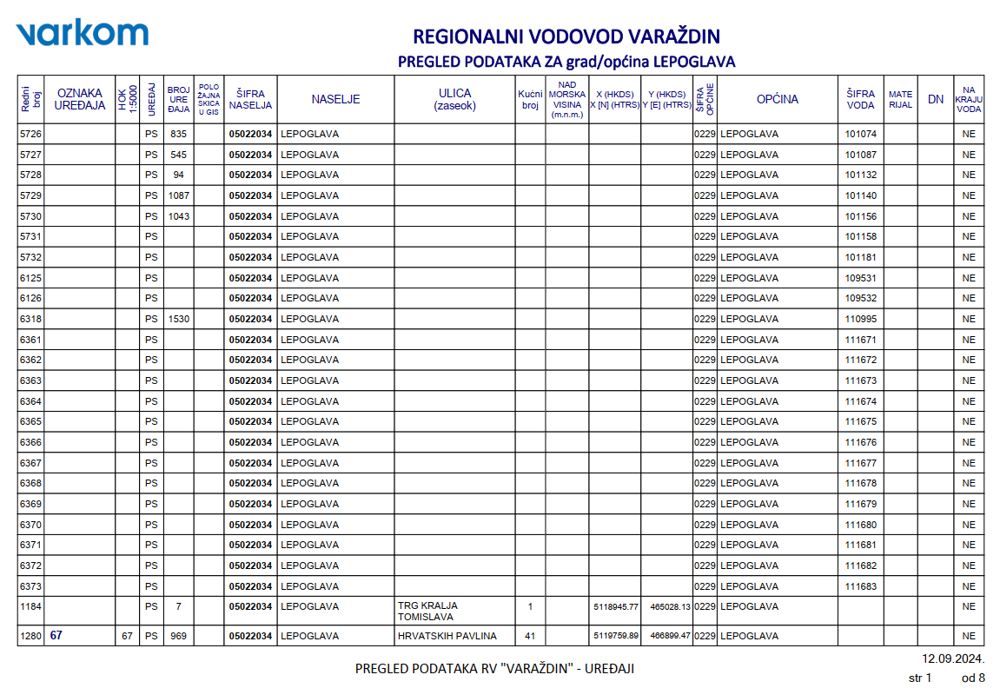 varkom
REGIONALNI VODOVOD VARAŽDIN
PREGLED PODATAKA ZA grad/općina LEPOGLAVA
Redni broj | OZNAKA UREĐAJA | HOK 1:5000 | UREĐAJ | BROJ URE ĐAJA | POLO ŽAJNA SKICA U GIS | ŠIFRA NASELJA | NASELJE | ULICA (zaseok) | Kućni broj | NAD MORSKA VISINA (m.n.m.) | X (HKDS) X [N] (HTRS) | Y (HKDS) Y [E] (HTRS) | ŠIFRA OPĆINE | OPĆINA | ŠIFRA VODA | MATE RIJAL | DN | NA KRAJU VODA
5726 PS 835 05022034 LEPOGLAVA 0229 LEPOGLAVA 101074 NE
5727 PS 545 05022034 LEPOGLAVA 0229 LEPOGLAVA 101087 NE
5728 PS 94 05022034 LEPOGLAVA 0229 LEPOGLAVA 101132 NE
5729 PS 1087 05022034 LEPOGLAVA 0229 LEPOGLAVA 101140 NE
5730 PS 1043 05022034 LEPOGLAVA 0229 LEPOGLAVA 101156 NE
5731 PS 05022034 LEPOGLAVA 0229 LEPOGLAVA 101158 NE
5732 PS 05022034 LEPOGLAVA 0229 LEPOGLAVA 101181 NE
6125 PS 05022034 LEPOGLAVA 0229 LEPOGLAVA 109531 NE
6126 PS 05022034 LEPOGLAVA 0229 LEPOGLAVA 109532 NE
6318 PS 1530 05022034 LEPOGLAVA 0229 LEPOGLAVA 110995 NE
6361 PS 05022034 LEPOGLAVA 0229 LEPOGLAVA 111671 NE
6362 PS 05022034 LEPOGLAVA 0229 LEPOGLAVA 111672 NE
6363 PS 05022034 LEPOGLAVA 0229 LEPOGLAVA 111673 NE
6364 PS 05022034 LEPOGLAVA 0229 LEPOGLAVA 111674 NE
6365 PS 05022034 LEPOGLAVA 0229 LEPOGLAVA 111675 NE
6366 PS 05022034 LEPOGLAVA 0229 LEPOGLAVA 111676 NE
6367 PS 05022034 LEPOGLAVA 0229 LEPOGLAVA 111677 NE
6368 PS 05022034 LEPOGLAVA 0229 LEPOGLAVA 111678 NE
6369 PS 05022034 LEPOGLAVA 0229 LEPOGLAVA 111679 NE
6370 PS 05022034 LEPOGLAVA 0229 LEPOGLAVA 111680 NE
6371 PS 05022034 LEPOGLAVA 0229 LEPOGLAVA 111681 NE
6372 PS 05022034 LEPOGLAVA 0229 LEPOGLAVA 111682 NE
6373 PS 05022034 LEPOGLAVA 0229 LEPOGLAVA 111683 NE
1184 PS 7 05022034 LEPOGLAVA TRG KRALJA TOMISLAVA 1 5118945.77 465028.13 0229 LEPOGLAVA NE
1280 67 67 PS 969 05022034 LEPOGLAVA HRVATSKIH PAVLINA 41 5119759.89 466899.47 0229 LEPOGLAVA NE
12.09.2024.
PREGLED PODATAKA RV "VARAŽDIN" - UREĐAJI
str 1 od 8